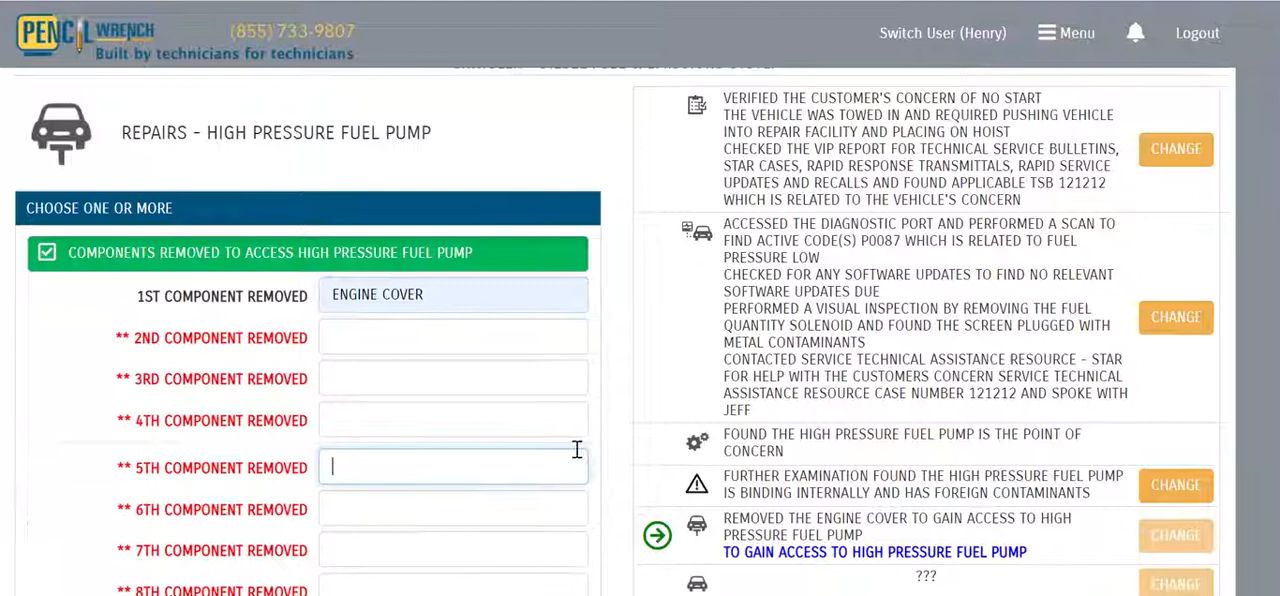 PENCIL WRENCH
(855) 733-9807
Built by technicians for technicians
Switch User (Henry)
Menu
Logout
REPAIRS - HIGH PRESSURE FUEL PUMP
CHOOSE ONE OR MORE
COMPONENTS REMOVED TO ACCESS HIGH PRESSURE FUEL PUMP
1ST COMPONENT REMOVED
ENGINE COVER
** 2ND COMPONENT REMOVED
** 3RD COMPONENT REMOVED
** 4TH COMPONENT REMOVED
** 5TH COMPONENT REMOVED
** 6TH COMPONENT REMOVED
** 7TH COMPONENT REMOVED
** 8TH COMPONENT REMOVED
VERIFIED THE CUSTOMER'S CONCERN OF NO START
THE VEHICLE WAS TOWED IN AND REQUIRED PUSHING VEHICLE
INTO REPAIR FACILITY AND PLACING ON HOIST
CHECKED THE VIP REPORT FOR TECHNICAL SERVICE BULLETINS,
STAR CASES, RAPID RESPONSE TRANSMITTALS, RAPID SERVICE
UPDATES AND RECALLS AND FOUND APPLICABLE TSB 121212
WHICH IS RELATED TO THE VEHICLE'S CONCERN
CHANGE
ACCESSED THE DIAGNOSTIC PORT AND PERFORMED A SCAN TO
FIND ACTIVE CODE(S) P0087 WHICH IS RELATED TO FUEL
PRESSURE LOW
CHECKED FOR ANY SOFTWARE UPDATES TO FIND NO RELEVANT
SOFTWARE UPDATES DUE
PERFORMED A VISUAL INSPECTION BY REMOVING THE FUEL
QUANTITY SOLENOID AND FOUND THE SCREEN PLUGGED WITH
METAL CONTAMINANTS
CONTACTED SERVICE TECHNICAL ASSISTANCE RESOURCE - STAR
FOR HELP WITH THE CUSTOMERS CONCERN SERVICE TECHNICAL
ASSISTANCE RESOURCE CASE NUMBER 121212 AND SPOKE WITH
JEFF
CHANGE
FOUND THE HIGH PRESSURE FUEL PUMP IS THE POINT OF
CONCERN
FURTHER EXAMINATION FOUND THE HIGH PRESSURE FUEL PUMP
IS BINDING INTERNALLY AND HAS FOREIGN CONTAMINANTS
CHANGE
REMOVED THE ENGINE COVER TO GAIN ACCESS TO HIGH
PRESSURE FUEL PUMP
TO GAIN ACCESS TO HIGH PRESSURE FUEL PUMP
CHANGE
???
CHANGE